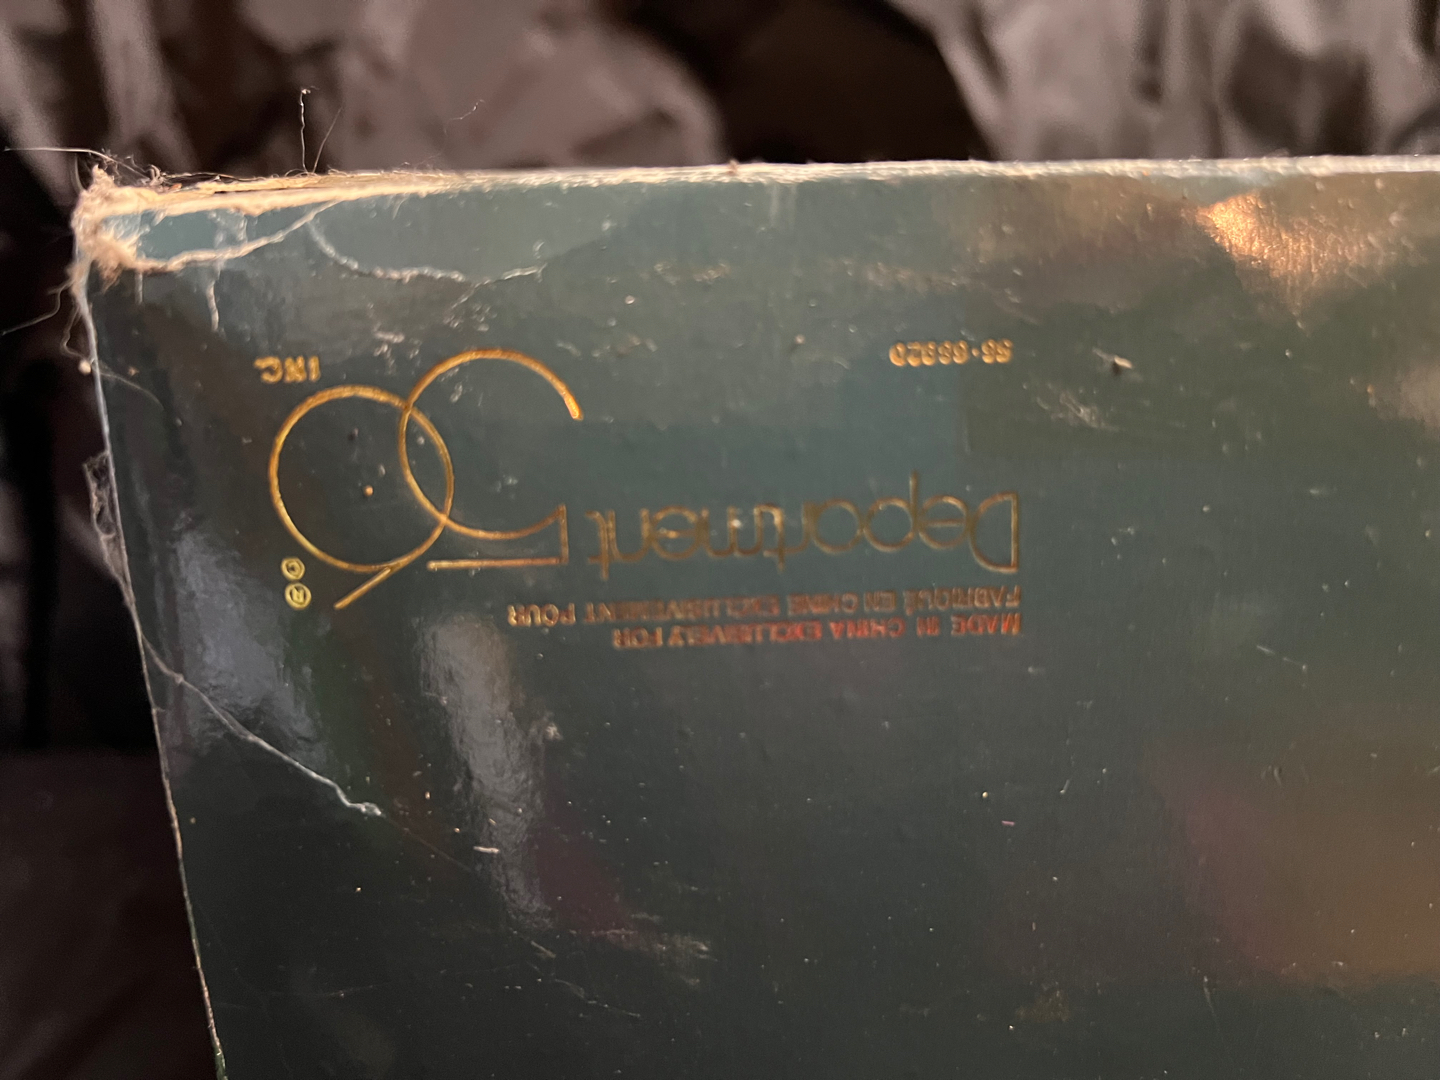 MADE IN CHINA EXCLUSIVELY FOR
FABRIQUÉ EN CHINE EXCLUSIVEMENT POUR
Department 56
® ©
INC.